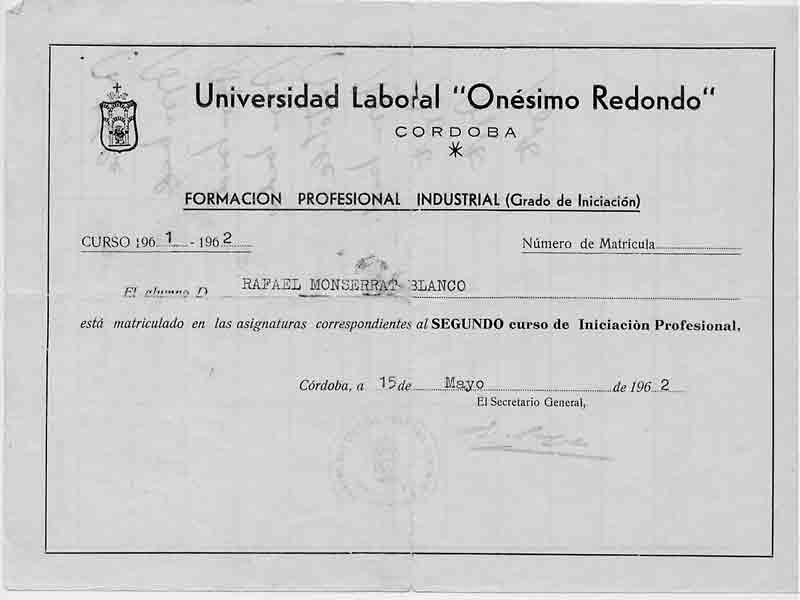 Universidad Laboral "Onésimo Redondo"
CORDOBA
FORMACION PROFESIONAL INDUSTRIAL (Grado de Iniciación)
CURSO 1961 - 1962 Número de Matrícula
El alumno D. RAFAEL MONSERRAT BLANCO
está matriculado en las asignaturas correspondientes al SEGUNDO curso de Iniciación Profesional,
Córdoba, a 15 de Mayo de 1962
El Secretario General,